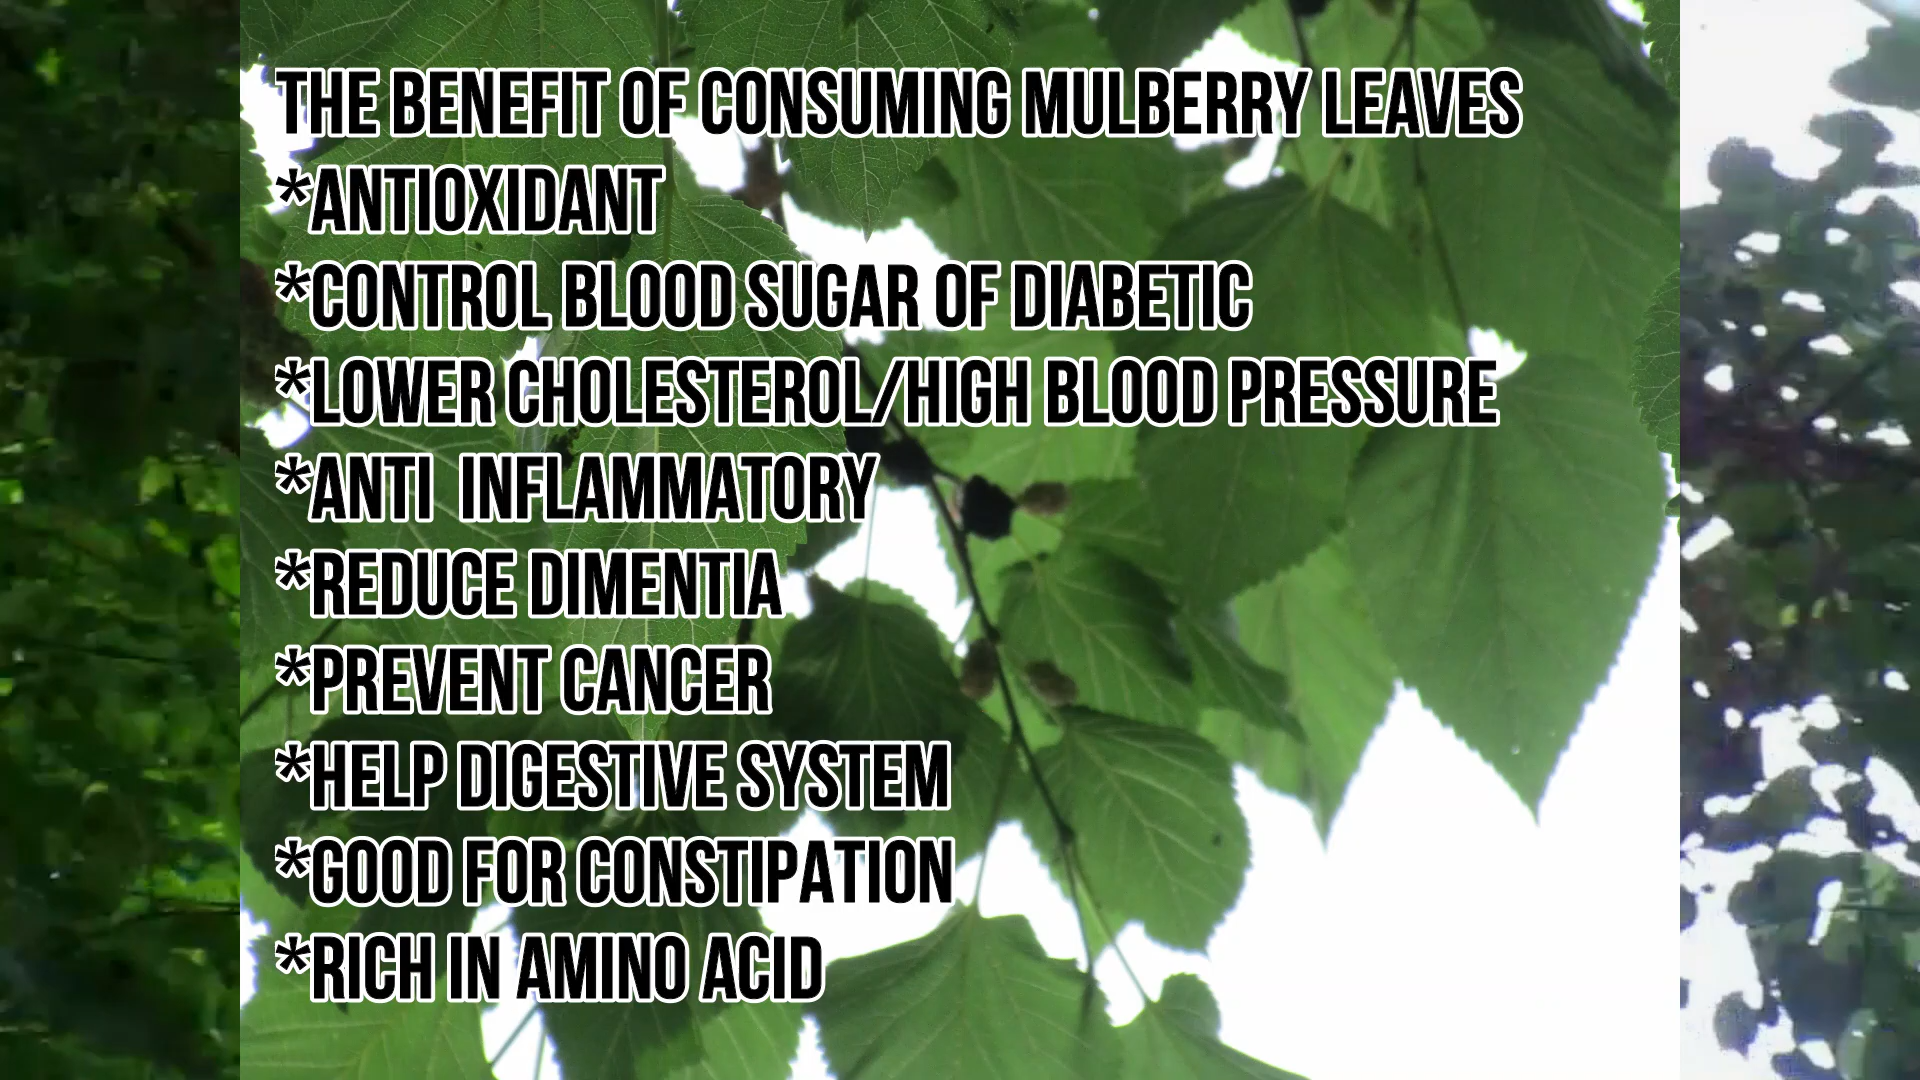 THE BENEFIT OF CONSUMING MULBERRY LEAVES
*ANTIOXIDANT
*CONTROL BLOOD SUGAR OF DIABETIC
*LOWER CHOLESTEROL/HIGH BLOOD PRESSURE
*ANTI  INFLAMMATORY
*REDUCE DIMENTIA
*PREVENT CANCER
*HELP DIGESTIVE SYSTEM
*GOOD FOR CONSTIPATION
*RICH IN AMINO ACID